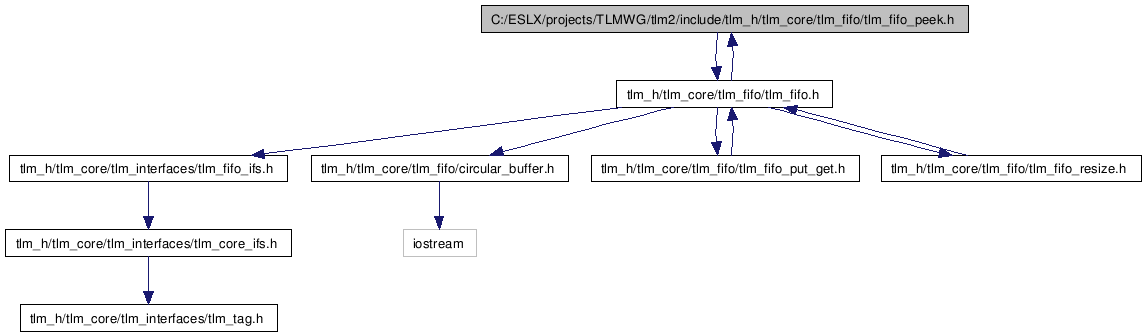 C:/ESLX/projects/TLMWG/tlm2/include/tlm_h/tlm_core/tlm_fifo/tlm_fifo_peek.h
tlm_h/tlm_core/tlm_fifo/tlm_fifo.h
tlm_h/tlm_core/tlm_interfaces/tlm_fifo_ifs.h
tlm_h/tlm_core/tlm_fifo/circular_buffer.h
tlm_h/tlm_core/tlm_fifo/tlm_fifo_put_get.h
tlm_h/tlm_core/tlm_fifo/tlm_fifo_resize.h
tlm_h/tlm_core/tlm_interfaces/tlm_core_ifs.h
iostream
tlm_h/tlm_core/tlm_interfaces/tlm_tag.h